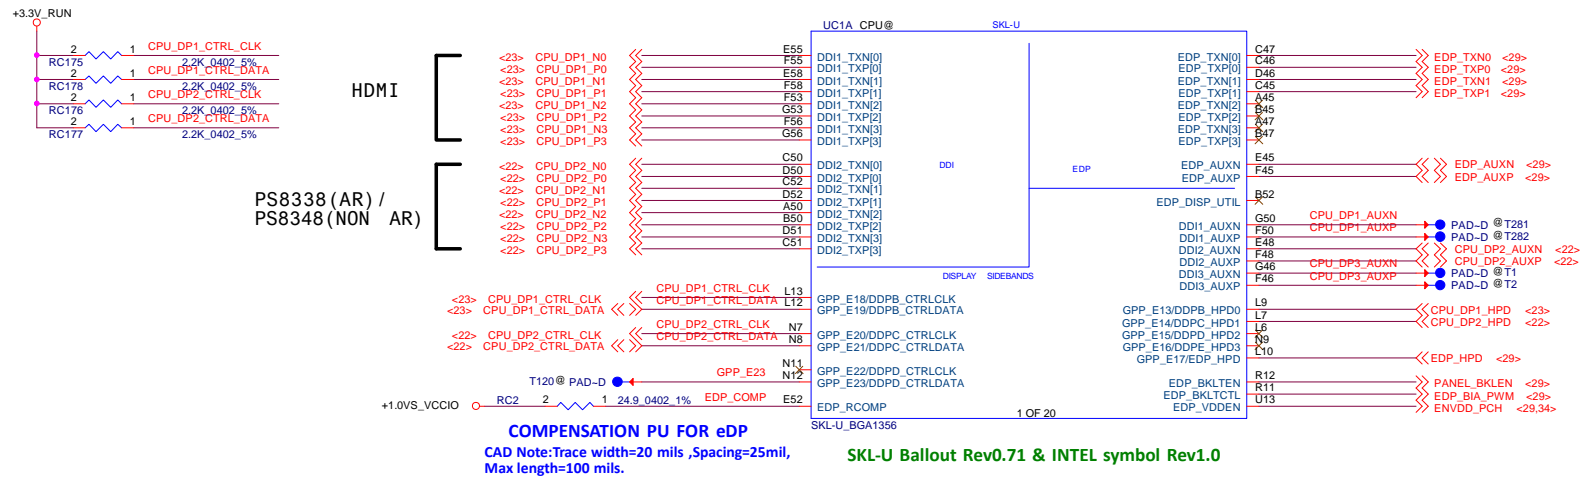 +3.3V_RUN
2 1 CPU_DP1_CTRL_CLK
RC175 2.2K_0402_5%
2 1 CPU_DP1_CTRL_DATA
RC178 2.2K_0402_5%
2 1 CPU_DP2_CTRL_CLK
RC176 2.2K_0402_5%
2 1 CPU_DP2_CTRL_DATA
RC177 2.2K_0402_5%
HDMI
PS8338(AR)/
PS8348(NON AR)
UC1A CPU@ SKL-U
<23> CPU_DP1_N0 E55 DDI1_TXN[0]
<23> CPU_DP1_P0 F55 DDI1_TXP[0]
<23> CPU_DP1_N1 E58 DDI1_TXN[1]
<23> CPU_DP1_P1 F58 DDI1_TXP[1]
<23> CPU_DP1_N2 F53 DDI1_TXN[2]
<23> CPU_DP1_P2 G53 DDI1_TXP[2]
<23> CPU_DP1_N3 F56 DDI1_TXN[3]
<23> CPU_DP1_P3 G56 DDI1_TXP[3]
<22> CPU_DP2_N0 C50 DDI2_TXN[0]
<22> CPU_DP2_P0 D50 DDI2_TXP[0]
<22> CPU_DP2_N1 C52 DDI2_TXN[1]
<22> CPU_DP2_P1 D52 DDI2_TXP[1]
<22> CPU_DP2_N2 A50 DDI2_TXN[2]
<22> CPU_DP2_P2 B50 DDI2_TXP[2]
<22> CPU_DP2_N3 D51 DDI2_TXN[3]
<22> CPU_DP2_P3 C51 DDI2_TXP[3]
DDI
EDP
DISPLAY SIDEBANDS
<23> CPU_DP1_CTRL_CLK CPU_DP1_CTRL_CLK L13 GPP_E18/DDPB_CTRLCLK
<23> CPU_DP1_CTRL_DATA CPU_DP1_CTRL_DATA L12 GPP_E19/DDPB_CTRLDATA
<22> CPU_DP2_CTRL_CLK CPU_DP2_CTRL_CLK N7 GPP_E20/DDPC_CTRLCLK
<22> CPU_DP2_CTRL_DATA CPU_DP2_CTRL_DATA N8 GPP_E21/DDPC_CTRLDATA
N11 GPP_E22/DDPD_CTRLCLK
T120@ PAD~D GPP_E23 N12 GPP_E23/DDPD_CTRLDATA
+1.0VS_VCCIO RC2 2 1 24.9_0402_1% EDP_COMP E52 EDP_RCOMP
EDP_TXN[0] C47 EDP_TXN0 <29>
EDP_TXP[0] C46 EDP_TXP0 <29>
EDP_TXN[1] D46 EDP_TXN1 <29>
EDP_TXP[1] C45 EDP_TXP1 <29>
EDP_TXN[2] A45
EDP_TXP[2] B45
EDP_TXN[3] A47
EDP_TXP[3] B47
EDP_AUXN E45 EDP_AUXN <29>
EDP_AUXP F45 EDP_AUXP <29>
EDP_DISP_UTIL B52
DDI1_AUXN G50 CPU_DP1_AUXN PAD~D @T281
DDI1_AUXP F50 CPU_DP1_AUXP PAD~D @T282
DDI2_AUXN E48 CPU_DP2_AUXN <22>
DDI2_AUXP F48 CPU_DP2_AUXP <22>
DDI3_AUXN G46 CPU_DP3_AUXN PAD~D @T1
DDI3_AUXP F46 CPU_DP3_AUXP PAD~D @T2
GPP_E13/DDPB_HPD0 L9 CPU_DP1_HPD <23>
GPP_E14/DDPC_HPD1 L7 CPU_DP2_HPD <22>
GPP_E15/DDPD_HPD2 L6
GPP_E16/DDPE_HPD3 N9
GPP_E17/EDP_HPD L10 EDP_HPD <29>
EDP_BKLTEN R12 PANEL_BKLEN <29>
EDP_BKLTCTL R11 EDP_BIA_PWM <29>
EDP_VDDEN U13 ENVDD_PCH <29,34>
1 OF 20
SKL-U_BGA1356
COMPENSATION PU FOR eDP
CAD Note:Trace width=20 mils ,Spacing=25mil,
Max length=100 mils.
SKL-U Ballout Rev0.71 & INTEL symbol Rev1.0